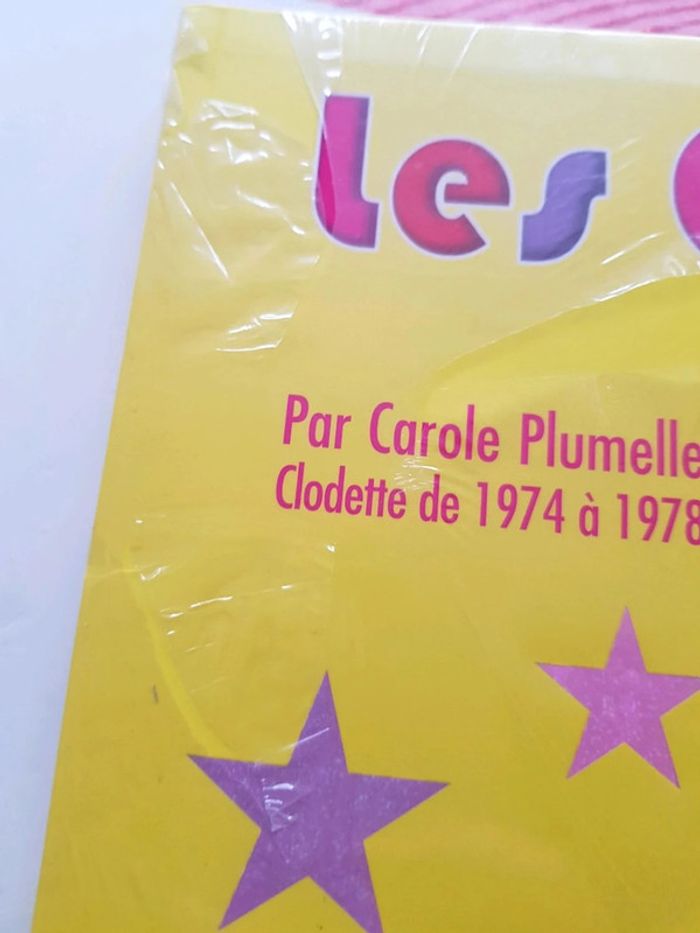 Les
Par Carole Plumelle
Clodette de 1974 à 1978